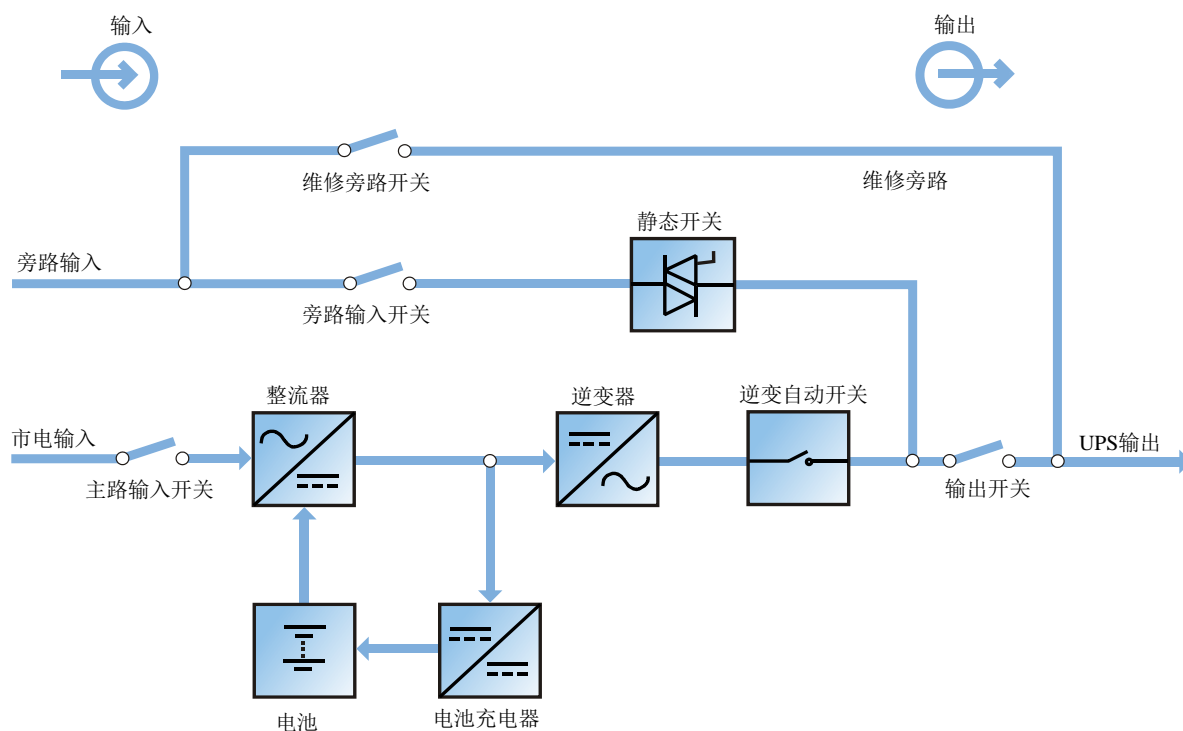 输入
输出
维修旁路开关
维修旁路
静态开关
旁路输入
旁路输入开关
整流器
逆变器
逆变自动开关
市电输入
UPS输出
主路输入开关
输出开关
电池
电池充电器